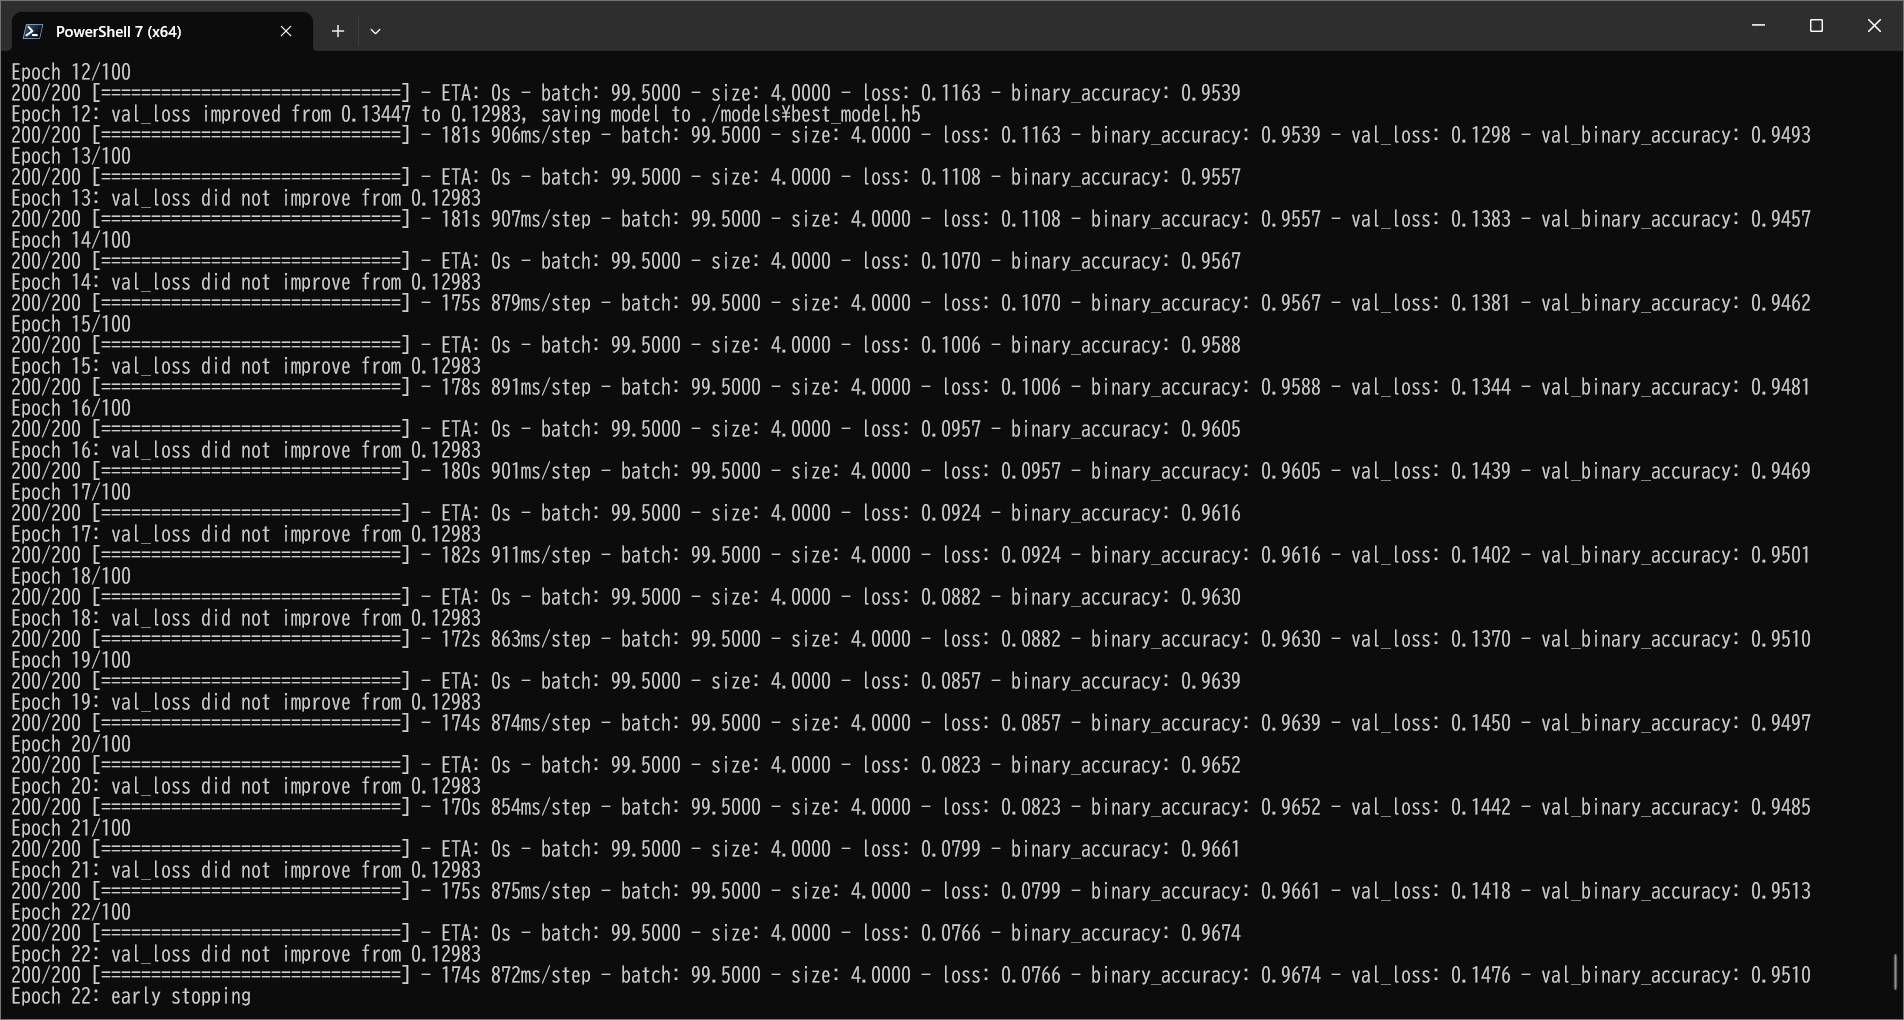 PowerShell 7 (x64)
Epoch 12/100
200/200 [==============================] - ETA: 0s - batch: 99.5000 - size: 4.0000 - loss: 0.1163 - binary_accuracy: 0.9539
Epoch 12: val_loss improved from 0.13447 to 0.12983, saving model to ./models¥best_model.h5
200/200 [==============================] - 181s 906ms/step - batch: 99.5000 - size: 4.0000 - loss: 0.1163 - binary_accuracy: 0.9539 - val_loss: 0.1298 - val_binary_accuracy: 0.9493
Epoch 13/100
200/200 [==============================] - ETA: 0s - batch: 99.5000 - size: 4.0000 - loss: 0.1108 - binary_accuracy: 0.9557
Epoch 13: val_loss did not improve from 0.12983
200/200 [==============================] - 181s 907ms/step - batch: 99.5000 - size: 4.0000 - loss: 0.1108 - binary_accuracy: 0.9557 - val_loss: 0.1383 - val_binary_accuracy: 0.9457
Epoch 14/100
200/200 [==============================] - ETA: 0s - batch: 99.5000 - size: 4.0000 - loss: 0.1070 - binary_accuracy: 0.9567
Epoch 14: val_loss did not improve from 0.12983
200/200 [==============================] - 175s 879ms/step - batch: 99.5000 - size: 4.0000 - loss: 0.1070 - binary_accuracy: 0.9567 - val_loss: 0.1381 - val_binary_accuracy: 0.9462
Epoch 15/100
200/200 [==============================] - ETA: 0s - batch: 99.5000 - size: 4.0000 - loss: 0.1006 - binary_accuracy: 0.9588
Epoch 15: val_loss did not improve from 0.12983
200/200 [==============================] - 178s 891ms/step - batch: 99.5000 - size: 4.0000 - loss: 0.1006 - binary_accuracy: 0.9588 - val_loss: 0.1344 - val_binary_accuracy: 0.9481
Epoch 16/100
200/200 [==============================] - ETA: 0s - batch: 99.5000 - size: 4.0000 - loss: 0.0957 - binary_accuracy: 0.9605
Epoch 16: val_loss did not improve from 0.12983
200/200 [==============================] - 180s 901ms/step - batch: 99.5000 - size: 4.0000 - loss: 0.0957 - binary_accuracy: 0.9605 - val_loss: 0.1439 - val_binary_accuracy: 0.9469
Epoch 17/100
200/200 [==============================] - ETA: 0s - batch: 99.5000 - size: 4.0000 - loss: 0.0924 - binary_accuracy: 0.9616
Epoch 17: val_loss did not improve from 0.12983
200/200 [==============================] - 182s 911ms/step - batch: 99.5000 - size: 4.0000 - loss: 0.0924 - binary_accuracy: 0.9616 - val_loss: 0.1402 - val_binary_accuracy: 0.9501
Epoch 18/100
200/200 [==============================] - ETA: 0s - batch: 99.5000 - size: 4.0000 - loss: 0.0882 - binary_accuracy: 0.9630
Epoch 18: val_loss did not improve from 0.12983
200/200 [==============================] - 172s 863ms/step - batch: 99.5000 - size: 4.0000 - loss: 0.0882 - binary_accuracy: 0.9630 - val_loss: 0.1370 - val_binary_accuracy: 0.9510
Epoch 19/100
200/200 [==============================] - ETA: 0s - batch: 99.5000 - size: 4.0000 - loss: 0.0857 - binary_accuracy: 0.9639
Epoch 19: val_loss did not improve from 0.12983
200/200 [==============================] - 174s 874ms/step - batch: 99.5000 - size: 4.0000 - loss: 0.0857 - binary_accuracy: 0.9639 - val_loss: 0.1450 - val_binary_accuracy: 0.9497
Epoch 20/100
200/200 [==============================] - ETA: 0s - batch: 99.5000 - size: 4.0000 - loss: 0.0823 - binary_accuracy: 0.9652
Epoch 20: val_loss did not improve from 0.12983
200/200 [==============================] - 170s 854ms/step - batch: 99.5000 - size: 4.0000 - loss: 0.0823 - binary_accuracy: 0.9652 - val_loss: 0.1442 - val_binary_accuracy: 0.9485
Epoch 21/100
200/200 [==============================] - ETA: 0s - batch: 99.5000 - size: 4.0000 - loss: 0.0799 - binary_accuracy: 0.9661
Epoch 21: val_loss did not improve from 0.12983
200/200 [==============================] - 175s 875ms/step - batch: 99.5000 - size: 4.0000 - loss: 0.0799 - binary_accuracy: 0.9661 - val_loss: 0.1418 - val_binary_accuracy: 0.9513
Epoch 22/100
200/200 [==============================] - ETA: 0s - batch: 99.5000 - size: 4.0000 - loss: 0.0766 - binary_accuracy: 0.9674
Epoch 22: val_loss did not improve from 0.12983
200/200 [==============================] - 174s 872ms/step - batch: 99.5000 - size: 4.0000 - loss: 0.0766 - binary_accuracy: 0.9674 - val_loss: 0.1476 - val_binary_accuracy: 0.9510
Epoch 22: early stopping